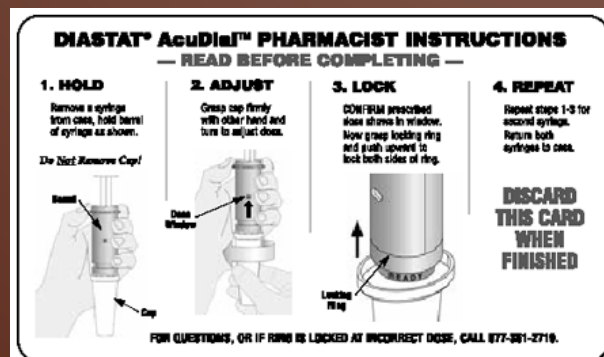 DIASTAT® AcuDial™ PHARMACIST INSTRUCTIONS
— READ BEFORE COMPLETING —
1. HOLD
Remove a syringe
from case, hold barrel
of syringe as shown.
Do Not Remove Cap!
Barrel
Cap
2. ADJUST
Grasp cap firmly
with other hand and
turn to adjust dose.
Dose
Window
3. LOCK
CONFIRM prescribed
dose shows in window.
Now grasp locking ring
and push upward to
lock both sides of ring.
READY
Locking
Ring
4. REPEAT
Repeat steps 1-3 for
second syringe.
Return both
syringes to case.
DISCARD
THIS CARD
WHEN
FINISHED
FOR QUESTIONS, OR IF RING IS LOCKED AT INCORRECT DOSE, CALL